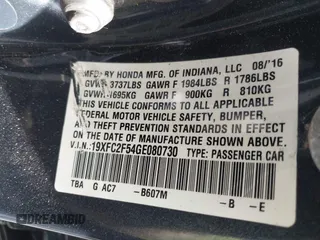 MFD. BY HONDA MFG. OF INDIANA, LLC 08/'16
GVWR 3737LBS GAWR F 1984LBS R 1786LBS
GVWR 1695KG GAWR F 900KG R 810KG
THIS VEHICLE CONFORMS TO ALL APPLICABLE
FEDERAL MOTOR VEHICLE SAFETY, BUMPER,
AND THEFT PREVENTION STANDARDS IN EFFECT
ON THE DATE OF MANUFACTURE SHOWN ABOVE.
V.I.N.:19XFC2F54GE080730 TYPE: PASSENGER CAR
TBA G AC7 -B607M -B -E
DREAMBID